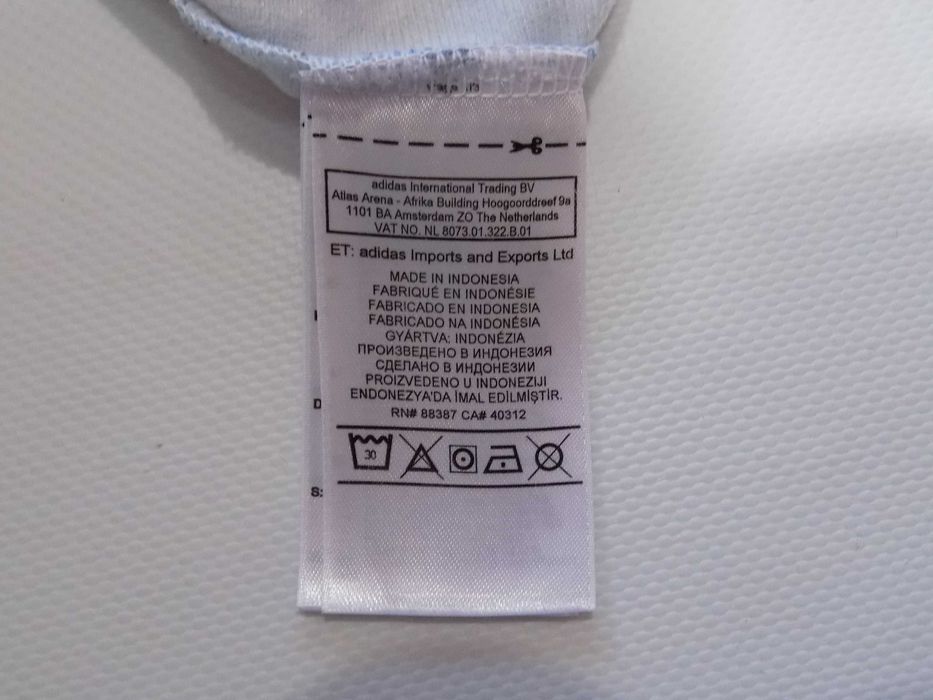 adidas International Trading BV
Atlas Arena - Afrika Building Hoogoorddreef 9a
1101 BA Amsterdam ZO The Netherlands
VAT NO. NL 8073.01.322.B.01
ET: adidas Imports and Exports Ltd
MADE IN INDONESIA
FABRIQUÉ EN INDONÉSIE
FABRICADO EN INDONESIA
FABRICADO NA INDONÉSIA
GYÁRTVA: INDONÉZIA
ПРОИЗВЕДЕНО В ИНДОНЕЗИЯ
СДЕЛАНО В ИНДОНЕЗИИ
PROIZVEDENO U INDONEZIJI
ENDONEZYA'DA İMAL EDİLMİŞTİR.
RN# 88387 CA# 40312
30
D
S: